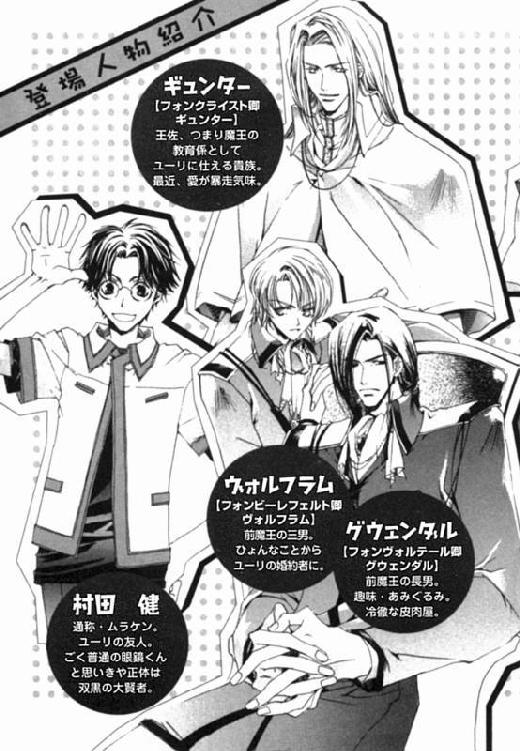 登場人物紹介
ギュンター
【フォンクライスト卿
ギュンター】
王佐、つまり魔王の
教育係として
ユーリに仕える貴族。
最近、愛が暴走気味。
ヴォルフラム
【フォンビーレフェルト卿
ヴォルフラム】
前魔王の三男。
ひょんなことから
ユーリの婚約者に。
グウェンダル
【フォンヴォルテール卿
グウェンダル】
前魔王の長男。
趣味・あみぐるみ。
冷徹な皮肉屋。
村田 健
通称・ムラケン。
ユーリの友人。
ごく普通の眼鏡くん
と思いきや正体は
双黒の大賢者。